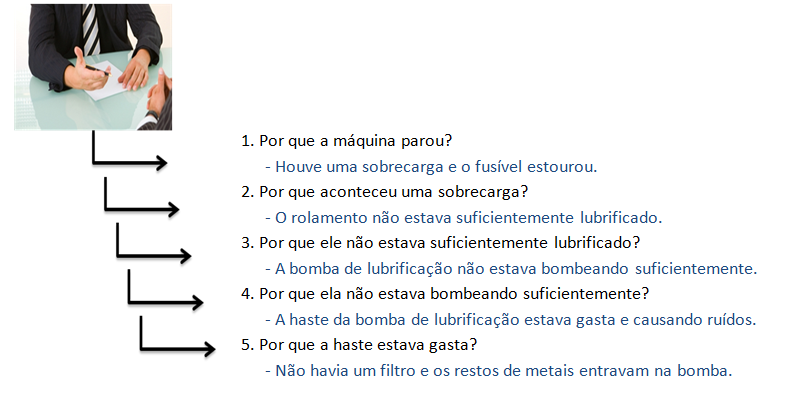 1. Por que a máquina parou?
- Houve uma sobrecarga e o fusível estourou.
2. Por que aconteceu uma sobrecarga?
- O rolamento não estava suficientemente lubrificado.
3. Por que ele não estava suficientemente lubrificado?
- A bomba de lubrificação não estava bombeando suficientemente.
4. Por que ela não estava bombeando suficientemente?
- A haste da bomba de lubrificação estava gasta e causando ruídos.
5. Por que a haste estava gasta?
- Não havia um filtro e os restos de metais entravam na bomba.